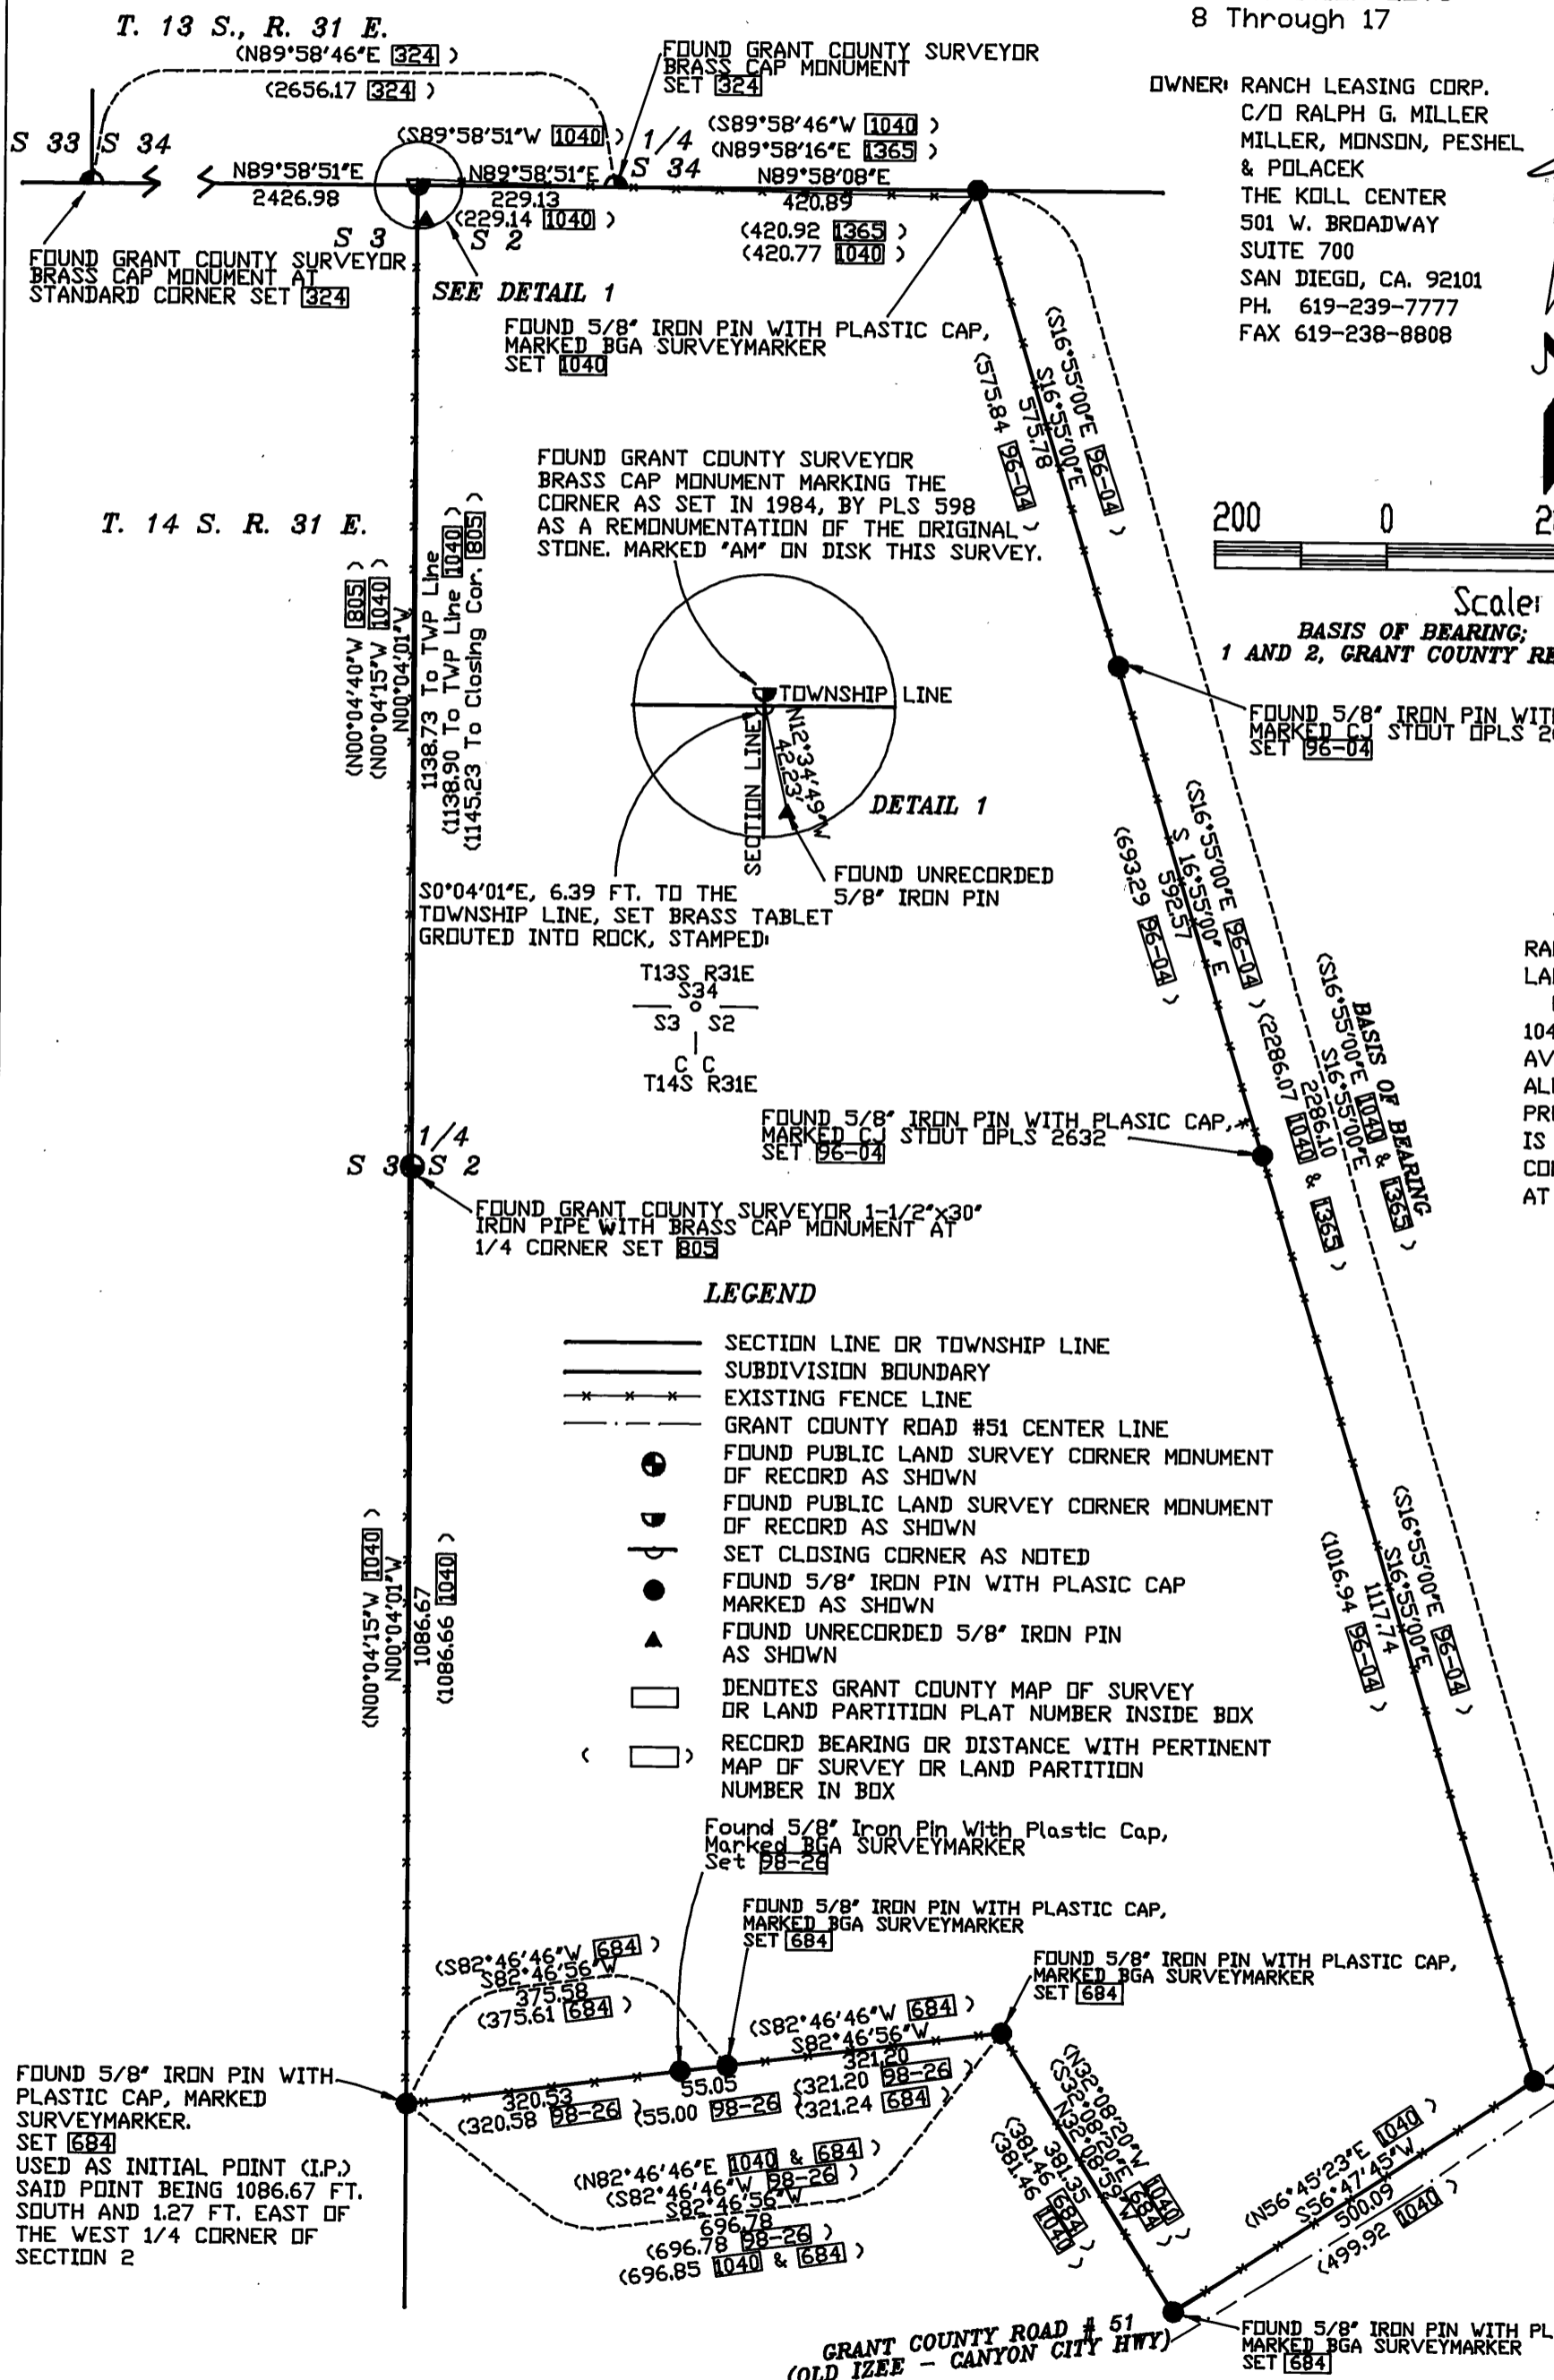 8 Through 17
T. 13 S., R. 31 E.
(N89°58'46"E 324 )
(2656.17 324 )
FOUND GRANT COUNTY SURVEYOR
BRASS CAP MONUMENT
SET 324
OWNER: RANCH LEASING CORP.
C/O RALPH G. MILLER
MILLER, MONSON, PESHEL
& POLACEK
THE KOLL CENTER
501 W. BROADWAY
SUITE 700
SAN DIEGO, CA. 92101
PH. 619-239-7777
FAX 619-238-8808
S 33 S 34
(S89°58'51"W 1040 )
1/4
S 34
(S89°58'46"W 1040 )
(N89°58'16"E 1365 )
N89°58'51"E
2426.98
N89°58'51"E
229.13
(229.14 1040 )
N89°58'08"E
420.89
(420.92 1365 )
(420.77 1040 )
S 3 S 2
FOUND GRANT COUNTY SURVEYOR
BRASS CAP MONUMENT AT
STANDARD CORNER SET 324
SEE DETAIL 1
FOUND 5/8" IRON PIN WITH PLASTIC CAP,
MARKED BGA SURVEYMARKER
SET 1040
(S16°55'00"E 96-04 )
S16°55'00"E
575.78
(575.84 96-04 )
T. 14 S. R. 31 E.
FOUND GRANT COUNTY SURVEYOR
BRASS CAP MONUMENT MARKING THE
CORNER AS SET IN 1984, BY PLS 598
AS A REMONUMENTATION OF THE ORIGINAL
STONE. MARKED "AM" ON DISK THIS SURVEY.
200 0
Scale:
BASIS OF BEARING;
1 AND 2, GRANT COUNTY RE
(N00°04'40"W 805 )
(N00°04'15"W 1040 )
N00°04'01"W
1138.73 To TWP Line
(1138.90 To TWP Line 1040 )
(1145.23 To Closing Cor. 805 )
TOWNSHIP LINE
SECTION LINE
N12°34'49"W
42.23'
DETAIL 1
FOUND 5/8" IRON PIN WIT
MARKED CJ STOUT OPLS 2
SET 96-04
FOUND UNRECORDED
5/8" IRON PIN
S0°04'01"E, 6.39 FT. TO THE
TOWNSHIP LINE, SET BRASS TABLET
GROUTED INTO ROCK, STAMPED:
T13S R31E
S34
S3 S2
C C
T14S R31E
(S16°55'00"E 96-04 )
S 16°55'00" E
592.57
(693.29 96-04 )
BASIS OF BEARING
(S16°55'00"E 1040 & 1365 )
S16°55'00"E
2286.10
(2286.07 1040 & 1365 )
RA
LA
104
AV
AL
PR
IS
CO
AT
FOUND 5/8" IRON PIN WITH PLASIC CAP,
MARKED CJ STOUT OPLS 2632
SET 96-04
1/4
S 3 S 2
FOUND GRANT COUNTY SURVEYOR 1-1/2"x30"
IRON PIPE WITH BRASS CAP MONUMENT AT
1/4 CORNER SET 805
LEGEND
SECTION LINE OR TOWNSHIP LINE
SUBDIVISION BOUNDARY
EXISTING FENCE LINE
GRANT COUNTY ROAD #51 CENTER LINE
FOUND PUBLIC LAND SURVEY CORNER MONUMENT
OF RECORD AS SHOWN
FOUND PUBLIC LAND SURVEY CORNER MONUMENT
OF RECORD AS SHOWN
SET CLOSING CORNER AS NOTED
FOUND 5/8" IRON PIN WITH PLASIC CAP
MARKED AS SHOWN
FOUND UNRECORDED 5/8" IRON PIN
AS SHOWN
DENOTES GRANT COUNTY MAP OF SURVEY
OR LAND PARTITION PLAT NUMBER INSIDE BOX
( ) RECORD BEARING OR DISTANCE WITH PERTINENT
MAP OF SURVEY OR LAND PARTITION
NUMBER IN BOX
(N00°04'15"W 1040 )
N00°04'01"W
1086.67
(1086.66 1040 )
(S16°55'00"E 96-04 )
S16°55'00"E
1117.74
(1016.94 96-04 )
Found 5/8" Iron Pin With Plastic Cap,
Marked BGA SURVEYMARKER
Set 98-26
FOUND 5/8" IRON PIN WITH PLASTIC CAP,
MARKED BGA SURVEYMARKER
SET 684
FOUND 5/8" IRON PIN WITH PLASTIC CAP,
MARKED BGA SURVEYMARKER
SET 684
(S82°46'46"W 684 )
S82°46'56"W
375.58
(375.61 684 )
(S82°46'46"W 684 )
S82°46'56"W
321.20
(321.20 98-26 )
(321.24 684 )
320.53
(320.58 98-26 )
55.05
(55.00 98-26 )
FOUND 5/8" IRON PIN WITH
PLASTIC CAP, MARKED
SURVEYMARKER.
SET 684
USED AS INITIAL POINT (I.P.)
SAID POINT BEING 1086.67 FT.
SOUTH AND 1.27 FT. EAST OF
THE WEST 1/4 CORNER OF
SECTION 2
(N82°46'46"E 1040 & 684 )
(S82°46'46"W 98-26 )
S82°46'56"W
696.78
(696.78 98-26 )
(696.85 1040 & 684 )
(N32°08'20"W 1040 )
(S32°08'20"E 684 )
N32°08'59"W
381.35
(381.46 684 )
(381.46 1040 )
(N56°45'23"E 1040 )
S56°47'45"W
500.09
(499.92 1040 )
GRANT COUNTY ROAD # 51
(OLD IZEE - CANYON CITY HWY)
FOUND 5/8" IRON PIN WITH PL
MARKED BGA SURVEYMARKER
SET 684